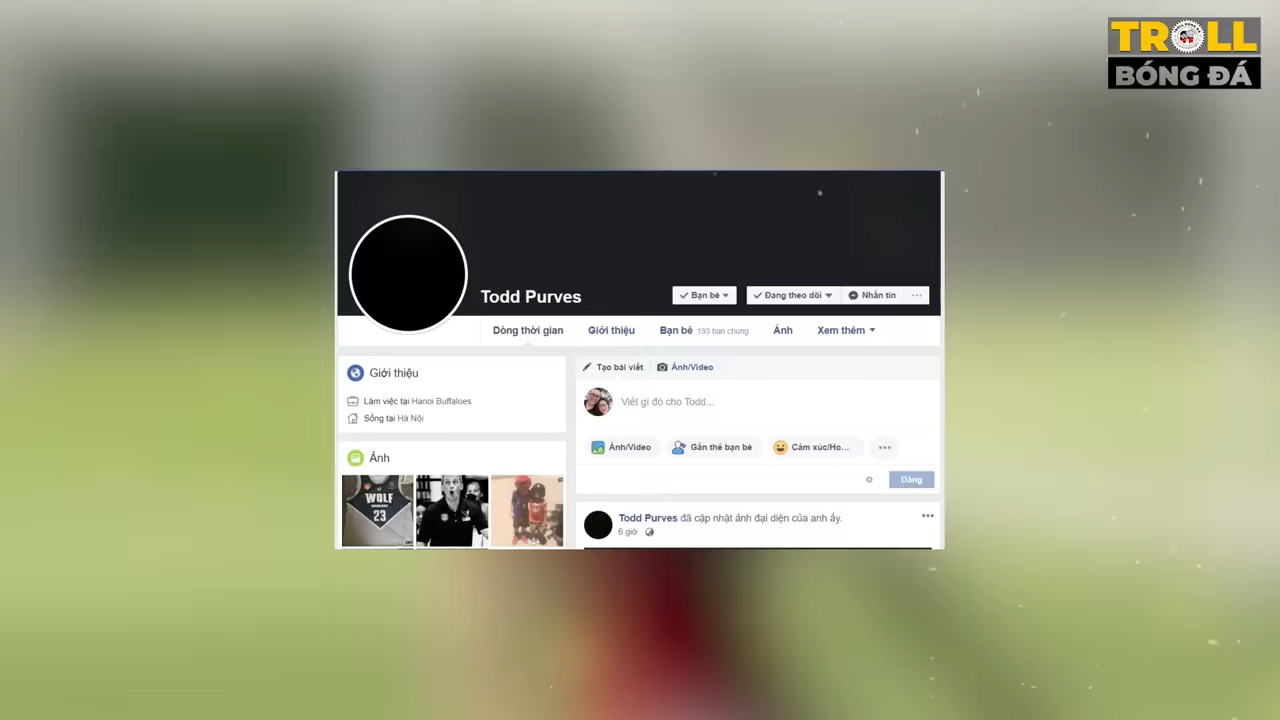 TROLL
BÓNG ĐÁ
Todd Purves
Bạn bè
Đang theo dõi
Nhắn tin
Dòng thời gian
Giới thiệu
Bạn bè 193 bạn chung
Ảnh
Xem thêm
Giới thiệu
Làm việc tại Hanoi Buffaloes
Sống tại Hà Nội
Ảnh
WOLF
23
Tạo bài viết
Ảnh/Video
Viết gì đó cho Todd...
Ảnh/Video
Gắn thẻ bạn bè
Cảm xúc/Ho...
Đăng
Todd Purves đã cập nhật ảnh đại diện của anh ấy.
6 giờ